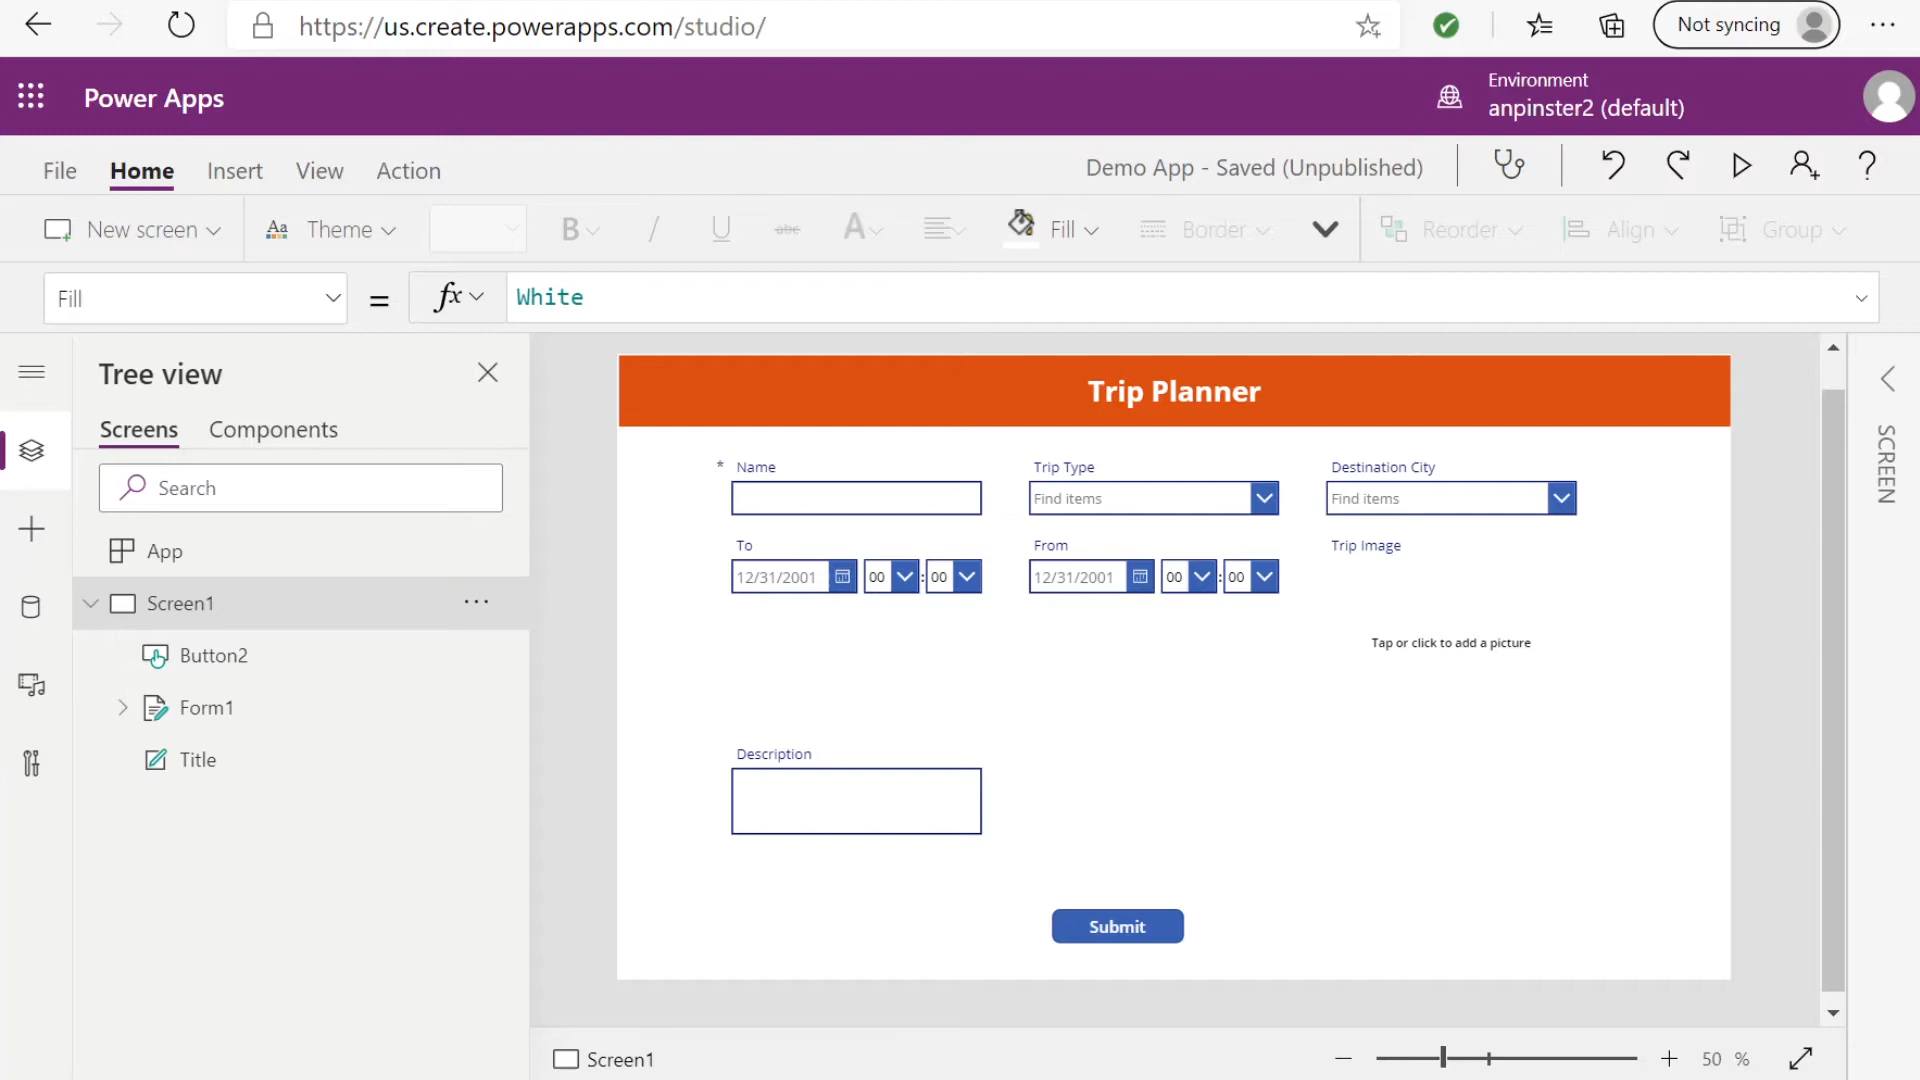 https://us.create.powerapps.com/studio/
Not syncing
Power Apps
Environment
anpinster2 (default)
File Home Insert View Action
Demo App - Saved (Unpublished)
New screen Theme B / U abc A Fill Border Reorder Align Group
Fill = fx White
Tree view
Screens Components
Search
App
Screen1
Button2
Form1
Title
Trip Planner
* Name Trip Type Destination City
Find items Find items
To From Trip Image
12/31/2001 00 : 00 12/31/2001 00 : 00
Tap or click to add a picture
Description
Submit
SCREEN
Screen1
50 %